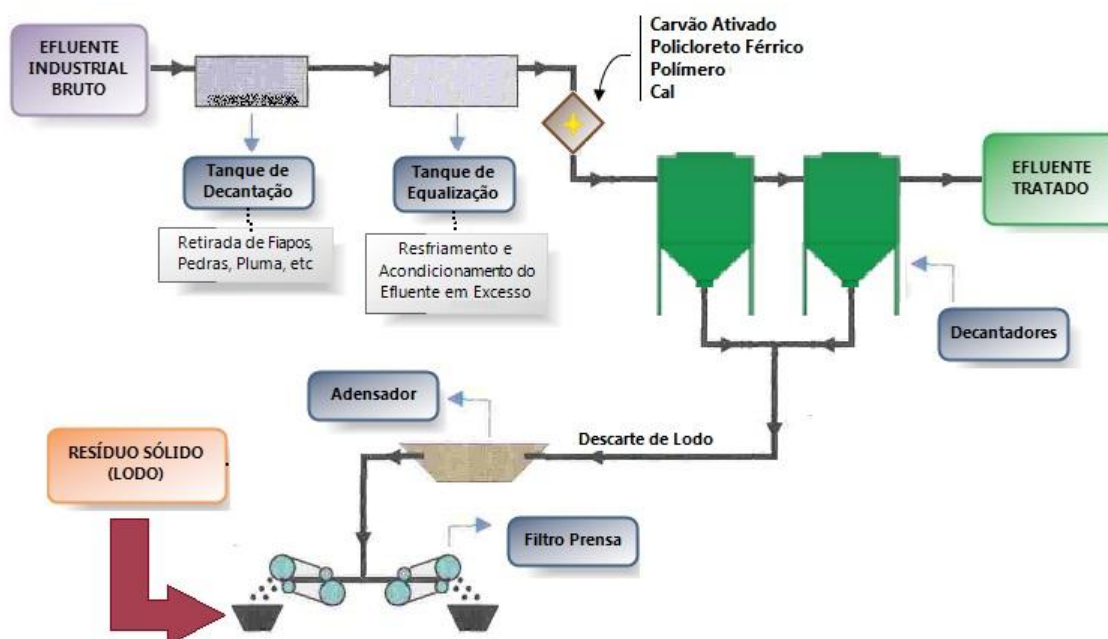 EFLUENTE
INDUSTRIAL
BRUTO
Carvão Ativado
Policloreto Férrico
Polímero
Cal
Tanque de
Decantação
Retirada de Fiapos,
Pedras, Pluma, etc
Tanque de
Equalização
Resfriamento e
Acondicionamento do
Efluente em Excesso
EFLUENTE
TRATADO
Decantadores
Adensador
Descarte de Lodo
RESÍDUO SÓLIDO
(LODO)
Filtro Prensa